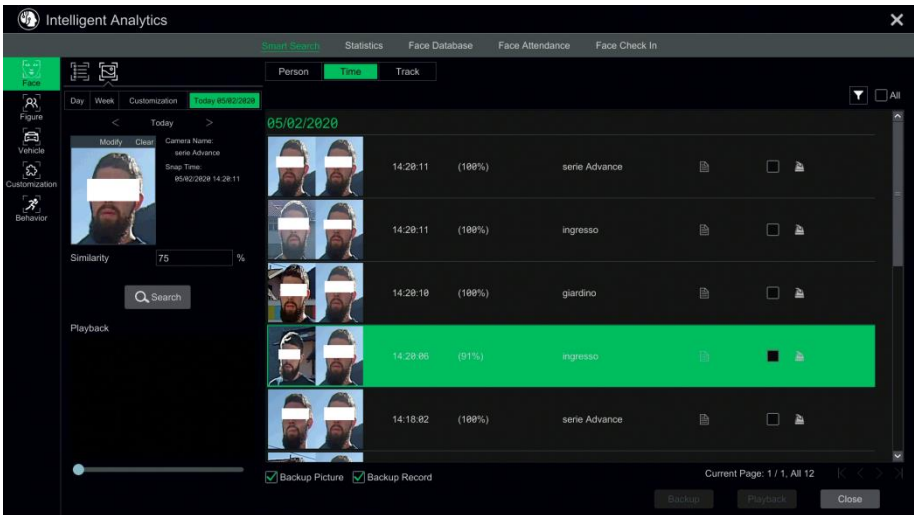 Intelligent Analytics
Smart Search Statistics Face Database Face Attendance Face Check In
Face
Figure
Vehicle
Customization
Behavior
Day Week Customization Today 05/02/2020
< Today >
Modify Clear
Camera Name:
serie Advance
Snap Time:
05/02/2020 14:20:11
Similarity 75 %
Search
Playback
Person Time Track
All
05/02/2020
14:20:11 (100%) serie Advance
14:20:11 (100%) ingresso
14:20:10 (100%) giardino
14:20:06 (91%) ingresso
14:18:02 (100%) serie Advance
Backup Picture Backup Record
Current Page: 1 / 1, All 12
Backup Playback Close